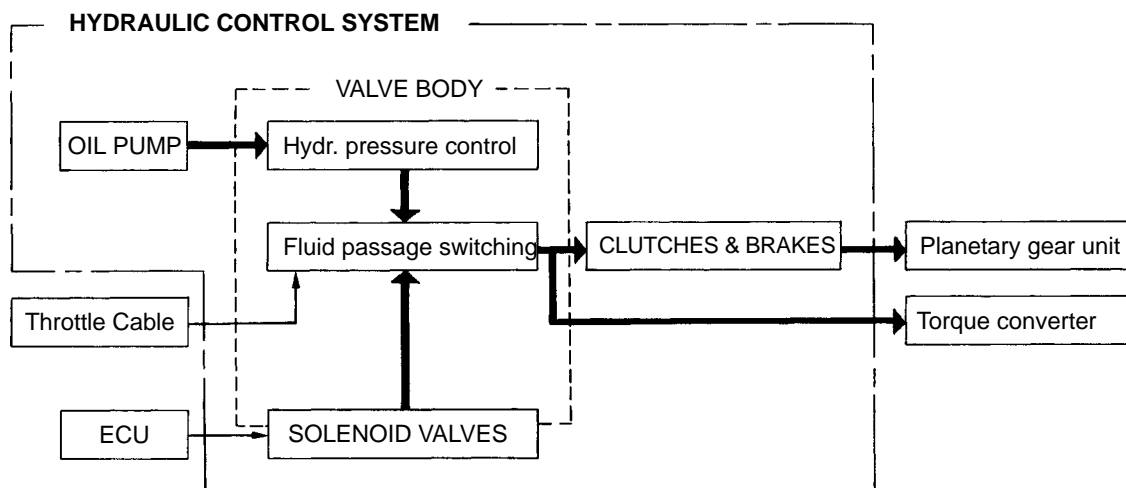 HYDRAULIC CONTROL SYSTEM
VALVE BODY
OIL PUMP
Hydr. pressure control
Fluid passage switching
CLUTCHES & BRAKES
Planetary gear unit
Throttle Cable
Torque converter
ECU
SOLENOID VALVES